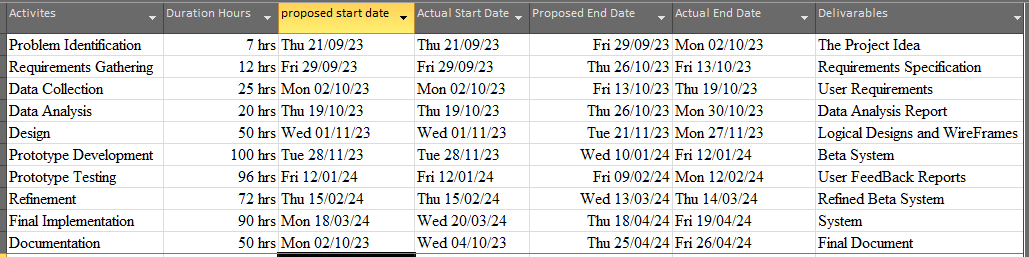 Activites Duration Hours proposed start date Actual Start Date Proposed End Date Actual End Date Delivarables
Problem Identification 7 hrs Thu 21/09/23 Thu 21/09/23 Fri 29/09/23 Mon 02/10/23 The Project Idea
Requirements Gathering 12 hrs Fri 29/09/23 Fri 29/09/23 Thu 26/10/23 Fri 13/10/23 Requirements Specification
Data Collection 25 hrs Mon 02/10/23 Mon 02/10/23 Fri 13/10/23 Thu 19/10/23 User Requirements
Data Analysis 20 hrs Thu 19/10/23 Thu 19/10/23 Thu 26/10/23 Mon 30/10/23 Data Analysis Report
Design 50 hrs Wed 01/11/23 Wed 01/11/23 Tue 21/11/23 Mon 27/11/23 Logical Designs and WireFrames
Prototype Development 100 hrs Tue 28/11/23 Tue 28/11/23 Wed 10/01/24 Fri 12/01/24 Beta System
Prototype Testing 96 hrs Fri 12/01/24 Fri 12/01/24 Fri 09/02/24 Mon 12/02/24 User FeedBack Reports
Refinement 72 hrs Thu 15/02/24 Thu 15/02/24 Wed 13/03/24 Thu 14/03/24 Refined Beta System
Final Implementation 90 hrs Mon 18/03/24 Wed 20/03/24 Thu 18/04/24 Fri 19/04/24 System
Documentation 50 hrs Mon 02/10/23 Wed 04/10/23 Thu 25/04/24 Fri 26/04/24 Final Document